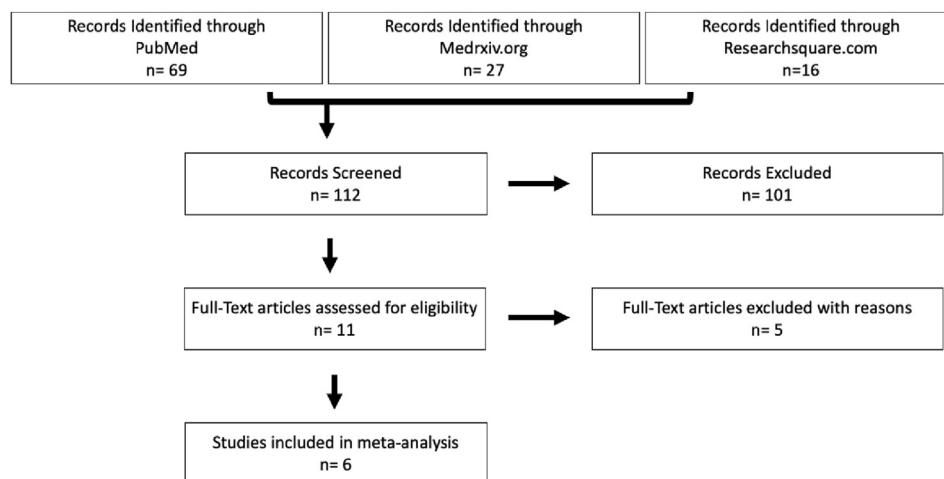 Records Identified through
PubMed
n= 69
Records Identified through
Medrxiv.org
n= 27
Records Identified through
Researchsquare.com
n=16
Records Screened
n= 112
Records Excluded
n= 101
Full-Text articles assessed for eligibility
n= 11
Full-Text articles excluded with reasons
n= 5
Studies included in meta-analysis
n= 6